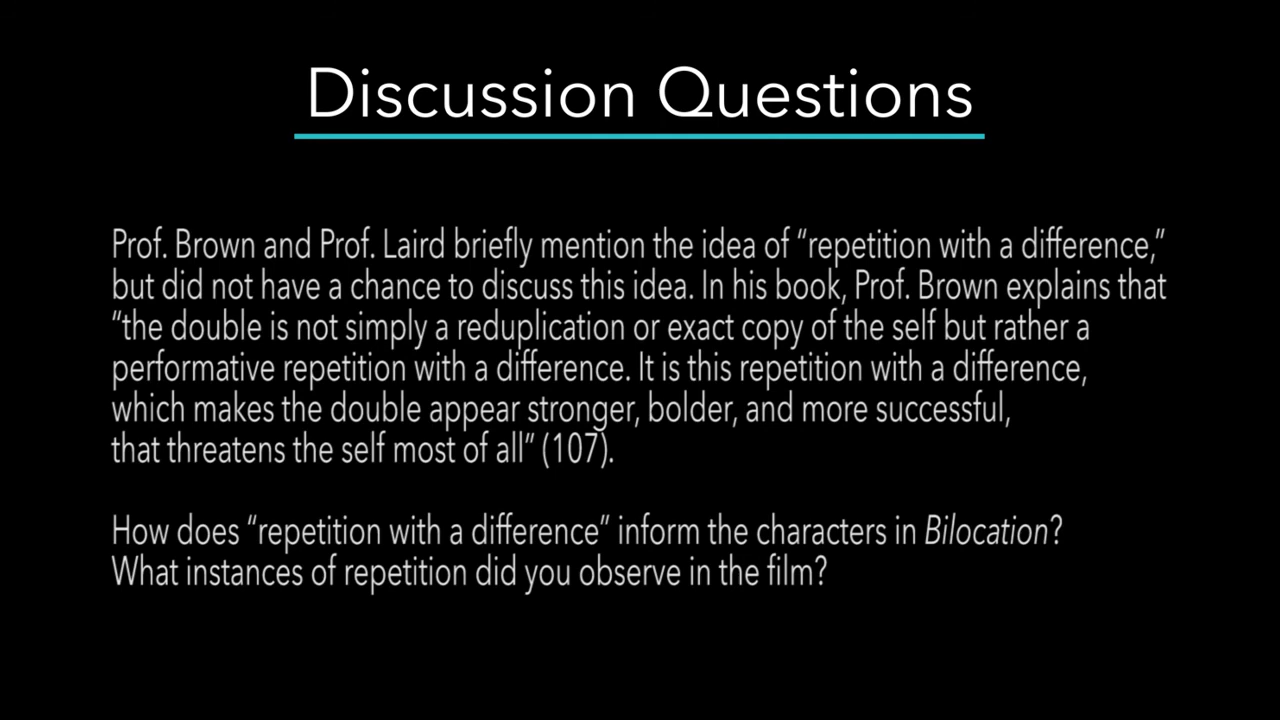 Discussion Questions
Prof. Brown and Prof. Laird briefly mention the idea of “repetition with a difference,”
but did not have a chance to discuss this idea. In his book, Prof. Brown explains that
“the double is not simply a reduplication or exact copy of the self but rather a
performative repetition with a difference. It is this repetition with a difference,
which makes the double appear stronger, bolder, and more successful,
that threatens the self most of all” (107).
How does “repetition with a difference” inform the characters in Bilocation?
What instances of repetition did you observe in the film?